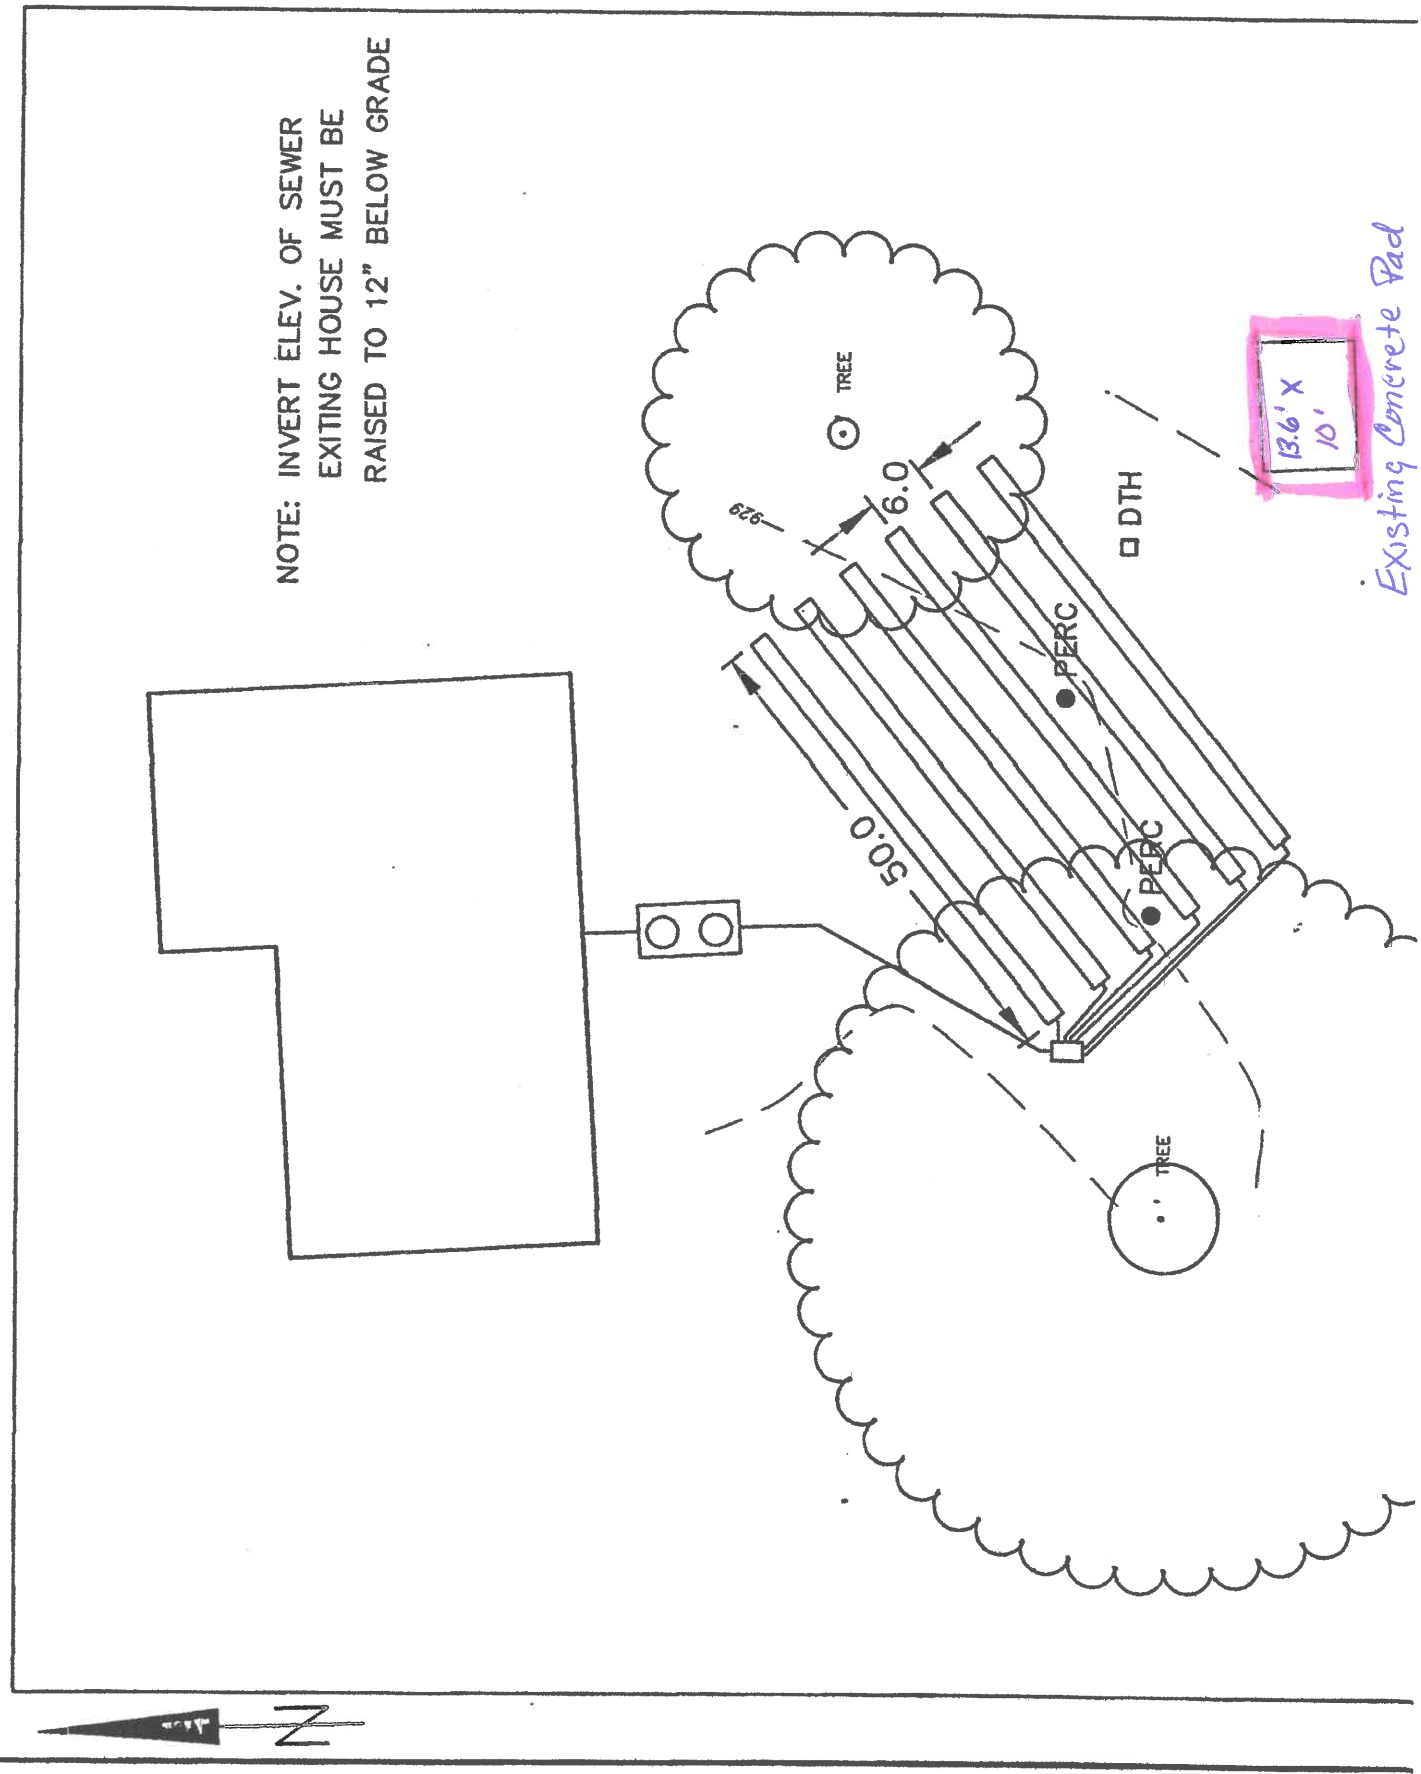 NOTE: INVERT ELEV. OF SEWER
EXITING HOUSE MUST BE
RAISED TO 12" BELOW GRADE
TREE
929
6.0
DTH
13.6' X
10'
Existing Concrete Pad
50.0
PERC
PERC
TREE
N